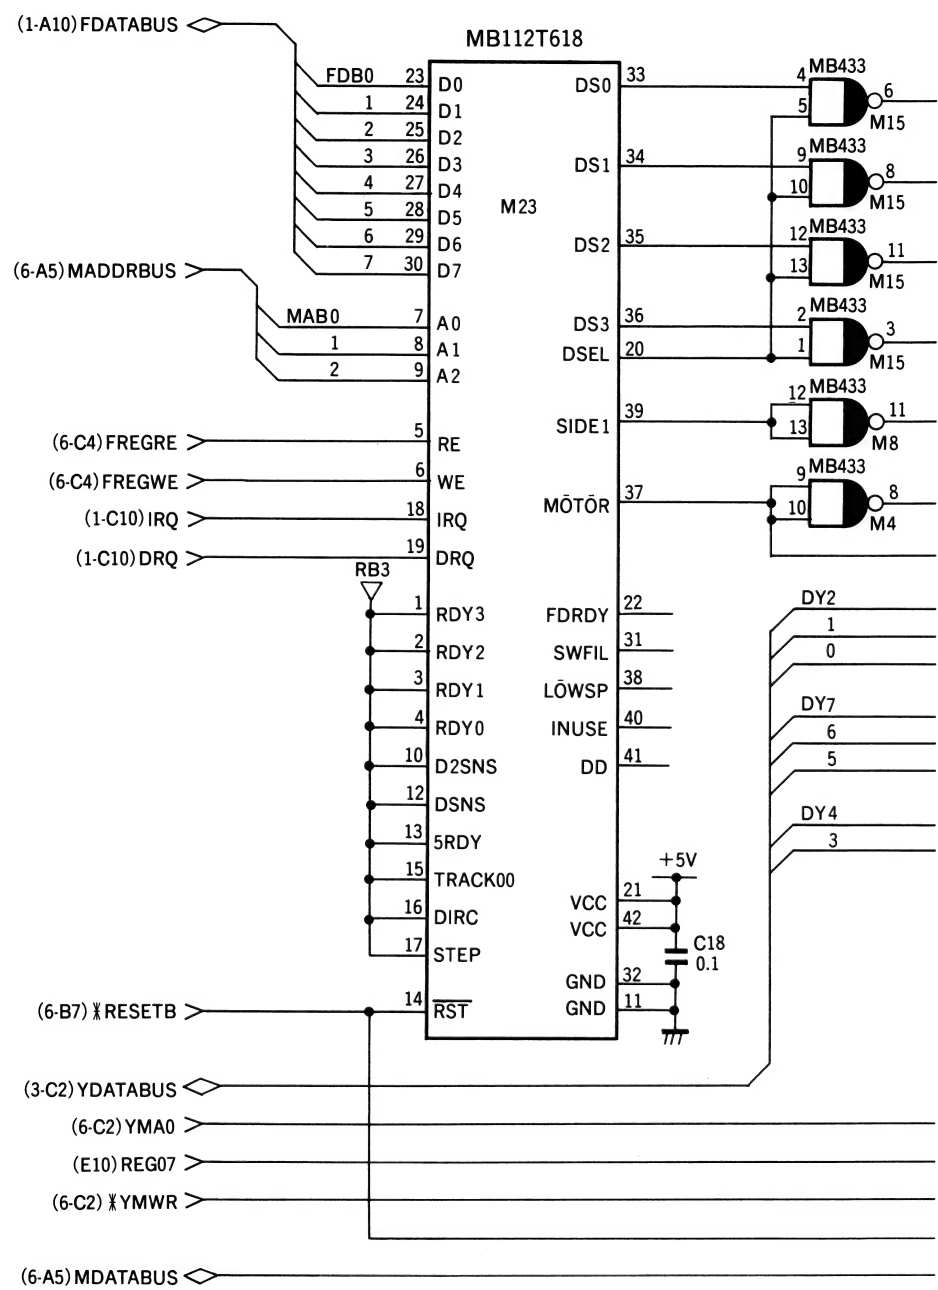 (1-A10) FDATABUS
MB112T618
FDB0 23 D0 DS0 33 4 MB433 6
1 24 D1 5 M15
2 25 D2
3 26 D3 DS1 34 9 MB433 8
4 27 D4 10 M15
5 28 D5 M23
6 29 D6 DS2 35 12 MB433 11
7 30 D7 13 M15
(6-A5) MADDRBUS
MAB0 7 A0 DS3 36 2 MB433 3
1 8 A1 DSEL 20 1 M15
2 9 A2
SIDE1 39 12 MB433 11
13 M8
(6-C4) FREGRE 5 RE
(6-C4) FREGWE 6 WE
MŌTŌR 37 9 MB433 8
10 M4
(1-C10) IRQ 18 IRQ
(1-C10) DRQ 19 DRQ
RB3
1 RDY3 FDRDY 22 DY2
1
2 RDY2 SWFIL 31 0
3 RDY1 LŌWSP 38 DY7
4 RDY0 INUSE 40 6
10 D2SNS DD 41 5
12 DSNS DY4
13 5RDY 3
+5V
15 TRACK00 VCC 21
16 DIRC VCC 42
C18
0.1
17 STEP
GND 32
(6-B7) *RESETB 14 RST GND 11
(3-C2) YDATABUS
(6-C2) YMA0
(E10) REG07
(6-C2) *YMWR
(6-A5) MDATABUS